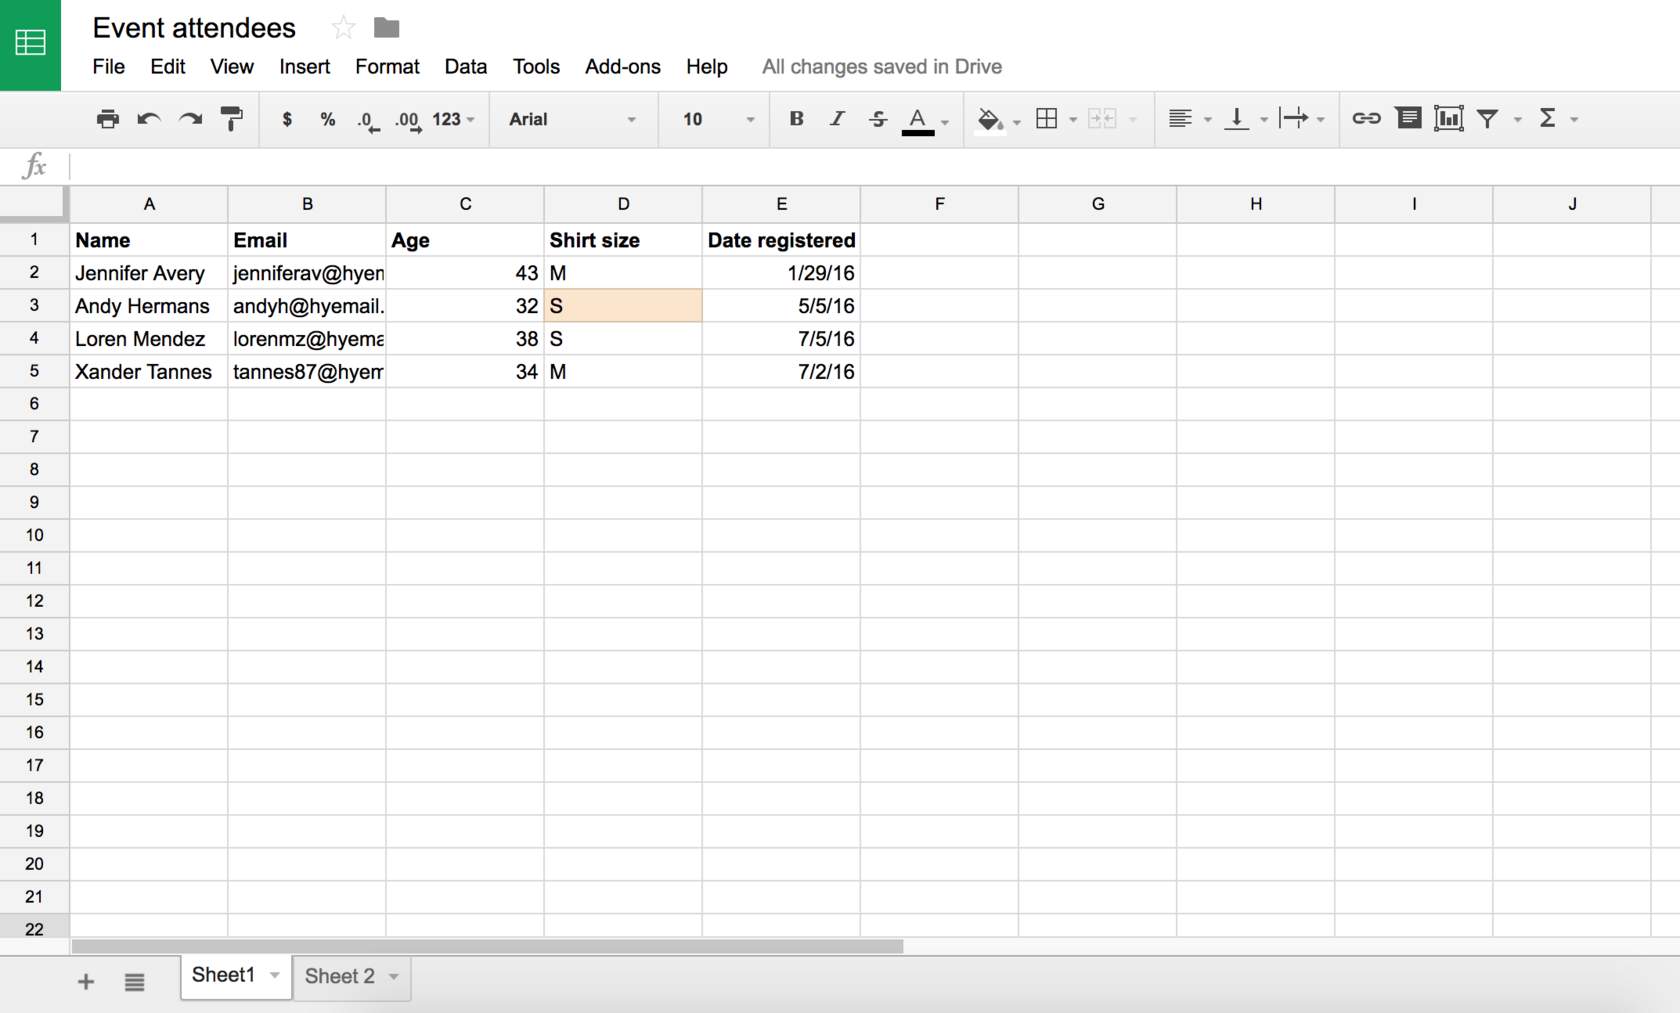 Event attendees
File Edit View Insert Format Data Tools Add-ons Help All changes saved in Drive
$ % .0 .00 123 Arial 10 B I S A Σ
fx
A B C D E F G H I J
1 Name Email Age Shirt size Date registered
2 Jennifer Avery jenniferav@hyen 43 M 1/29/16
3 Andy Hermans andyh@hyemail. 32 S 5/5/16
4 Loren Mendez lorenmz@hyema 38 S 7/5/16
5 Xander Tannes tannes87@hyem 34 M 7/2/16
6
7
8
9
10
11
12
13
14
15
16
17
18
19
20
21
22
+ Sheet1 Sheet 2